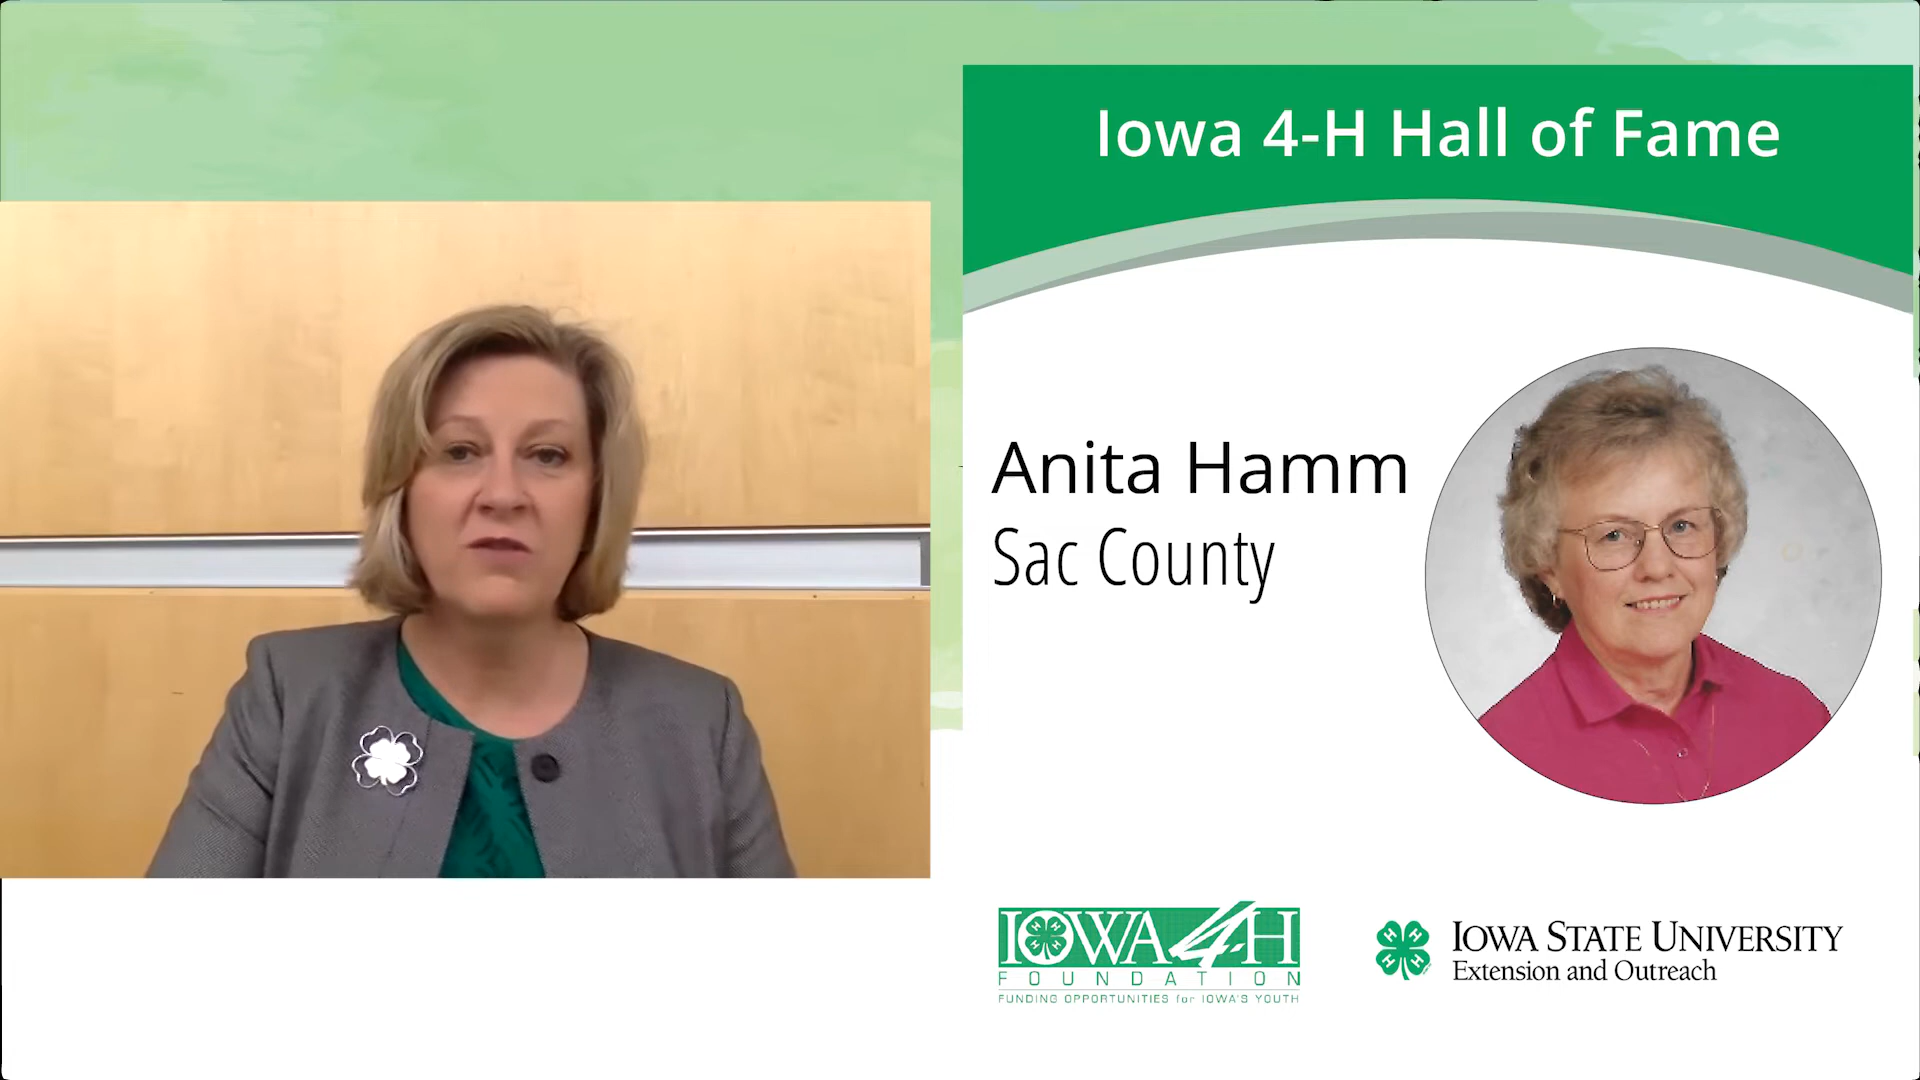 Iowa 4-H Hall of Fame
Anita Hamm
Sac County
IOWA 4-H
FOUNDATION
FUNDING OPPORTUNITIES for IOWA'S YOUTH
H H H H
IOWA STATE UNIVERSITY
Extension and Outreach